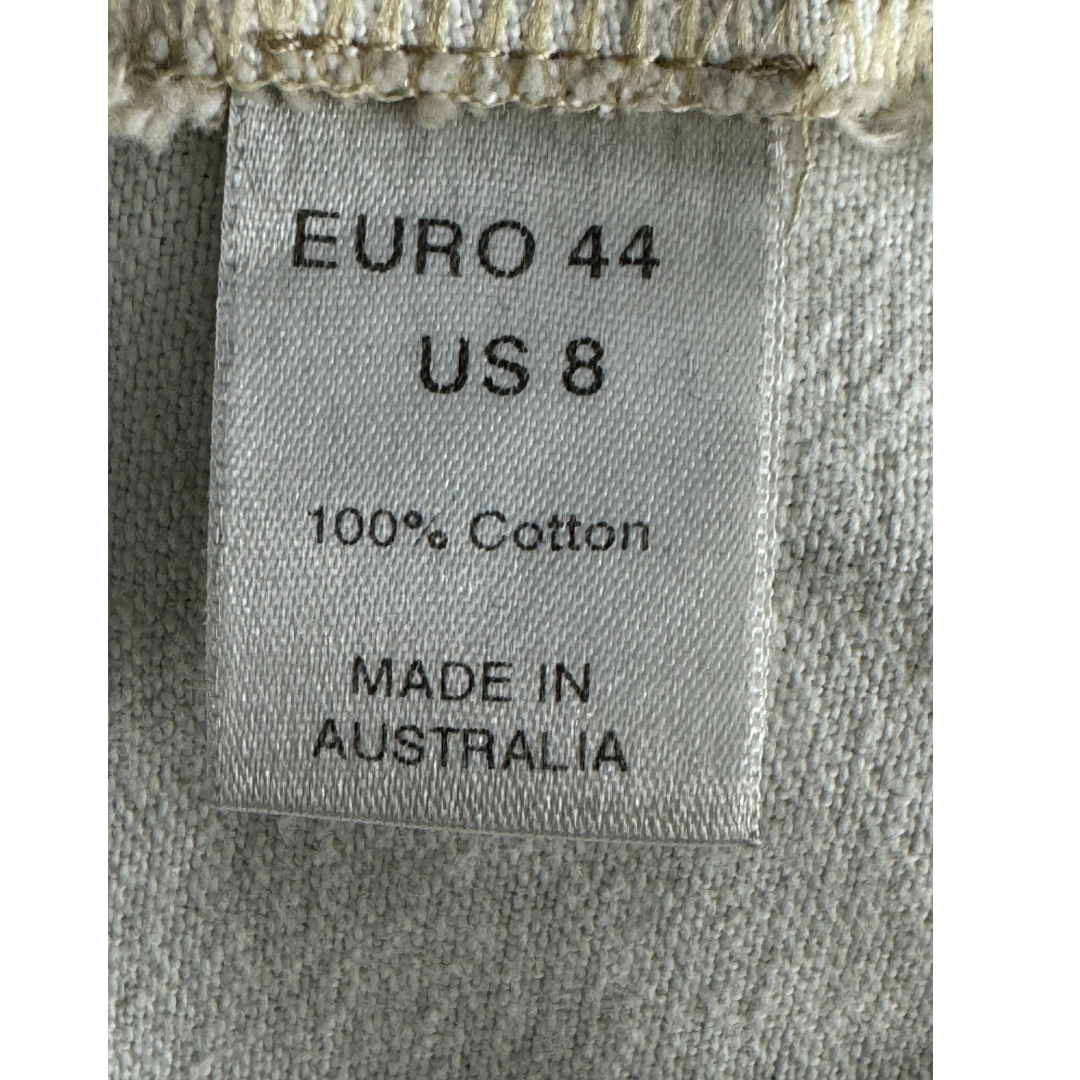 EURO 44
US 8
100% Cotton
MADE IN
AUSTRALIA